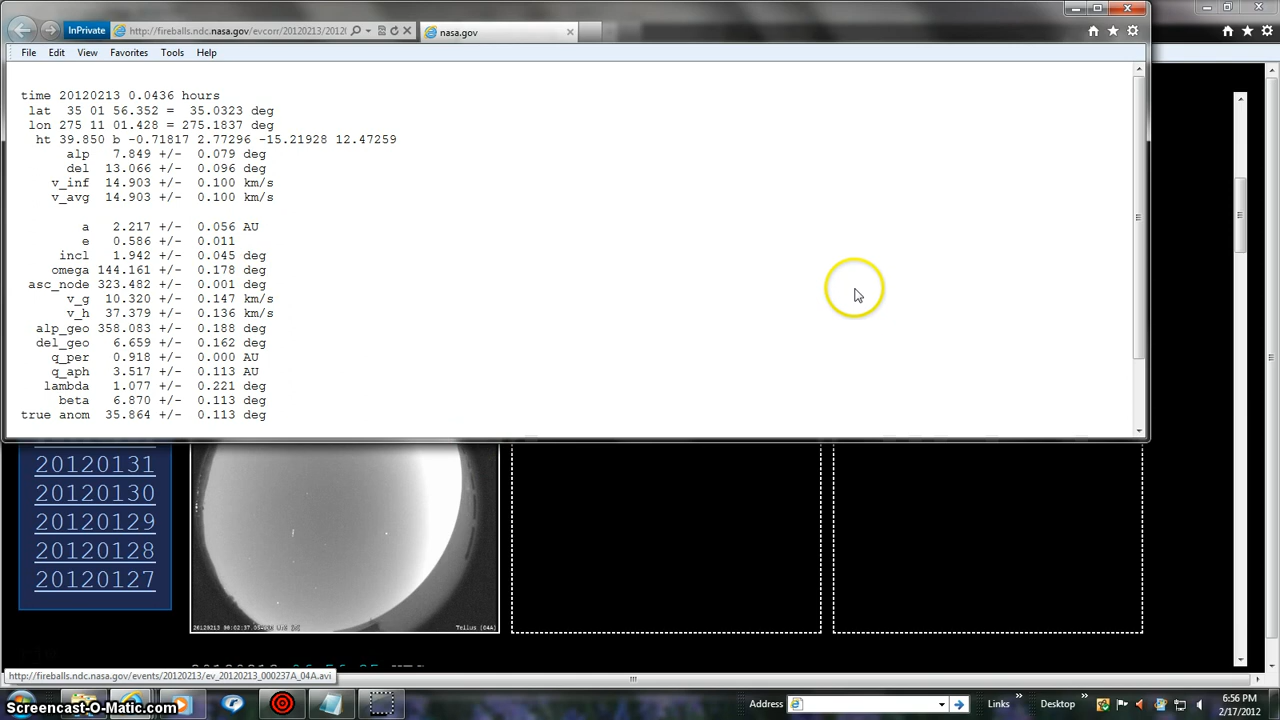 InPrivate http://fireballs.ndc.nasa.gov/evcorr/20120213/2012
nasa.gov
File Edit View Favorites Tools Help
time 20120213 0.0436 hours
lat 35 01 56.352 = 35.0323 deg
lon 275 11 01.428 = 275.1837 deg
ht 39.850 b -0.71817 2.77296 -15.21928 12.47259
alp 7.849 +/- 0.079 deg
del 13.066 +/- 0.096 deg
v_inf 14.903 +/- 0.100 km/s
v_avg 14.903 +/- 0.100 km/s
a 2.217 +/- 0.056 AU
e 0.586 +/- 0.011
incl 1.942 +/- 0.045 deg
omega 144.161 +/- 0.178 deg
asc_node 323.482 +/- 0.001 deg
v_g 10.320 +/- 0.147 km/s
v_h 37.379 +/- 0.136 km/s
alp_geo 358.083 +/- 0.188 deg
del_geo 6.659 +/- 0.162 deg
q_per 0.918 +/- 0.000 AU
q_aph 3.517 +/- 0.113 AU
lambda 1.077 +/- 0.221 deg
beta 6.870 +/- 0.113 deg
true anom 35.864 +/- 0.113 deg
20120131
20120130
20120129
20120128
20120127
Tellus [04A]
http://fireballs.ndc.nasa.gov/events/20120213/ev_20120213_000237A_04A.avi
Screencast-O-Matic.com
Address
Links »
Desktop »
6:56 PM
2/17/2012